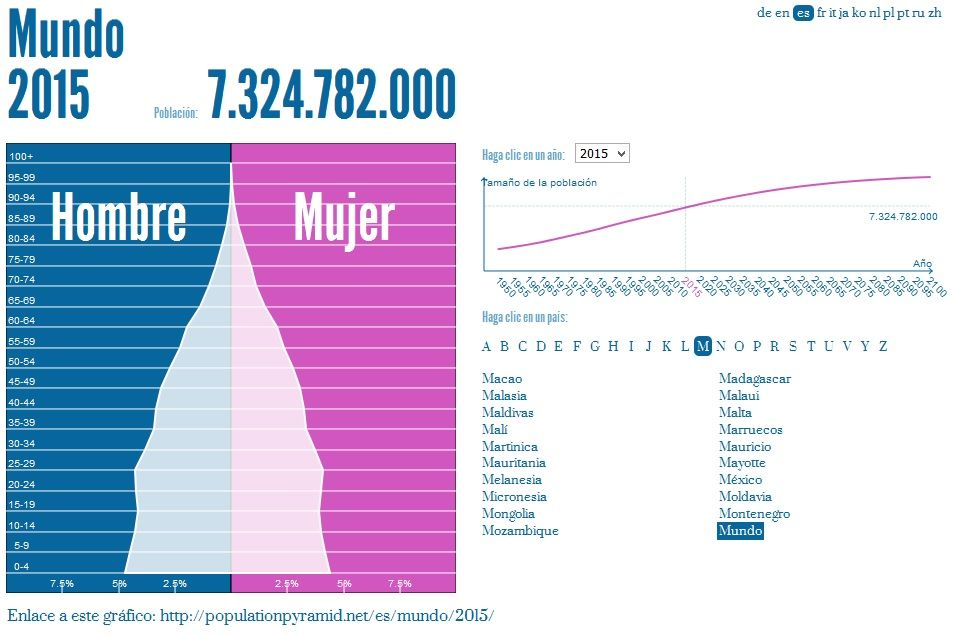 Mundo
de en es fr it ja ko nl pl pt ru zh
2015
Población: 7.324.782.000
Hombre
Mujer
100+
95-99
90-94
85-89
80-84
75-79
70-74
65-69
60-64
55-59
50-54
45-49
40-44
35-39
30-34
25-29
20-24
15-19
10-14
5-9
0-4
7.5% 5% 2.5% 2.5% 5% 7.5%
Haga clic en un año: 2015
Tamaño de la población
7.324.782.000
Año
1950 1955 1960 1965 1970 1975 1980 1985 1990 1995 2000 2005 2010 2015 2020 2025 2030 2035 2040 2045 2050 2055 2060 2065 2070 2075 2080 2085 2090 2095 2100
Haga clic en un país:
A B C D E F G H I J K L M N O P R S T U V Y Z
Macao
Malasia
Maldivas
Malí
Martinica
Mauritania
Melanesia
Micronesia
Mongolia
Mozambique
Madagascar
Malaui
Malta
Marruecos
Mauricio
Mayotte
México
Moldavia
Montenegro
Mundo
Enlace a este gráfico: http://populationpyramid.net/es/mundo/2015/